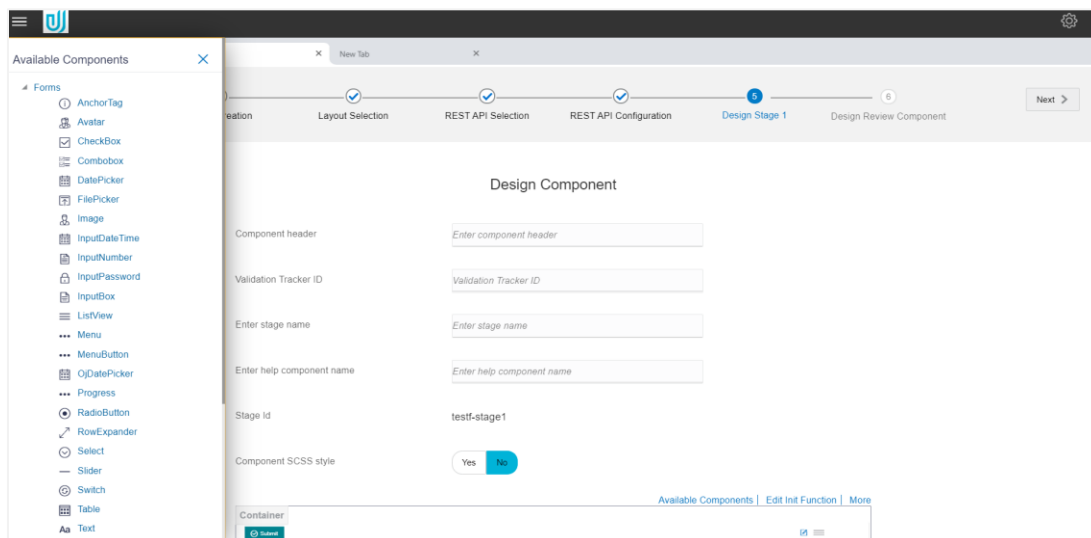 Available Components
Forms
AnchorTag
Avatar
CheckBox
Combobox
DatePicker
FilePicker
Image
InputDateTime
InputNumber
InputPassword
InputBox
ListView
Menu
MenuButton
OjDatePicker
Progress
RadioButton
RowExpander
Select
Slider
Switch
Table
Aa Text
New Tab
eation
Layout Selection
REST API Selection
REST API Configuration
5
Design Stage 1
6
Design Review Component
Next
Design Component
Component header
Enter component header
Validation Tracker ID
Validation Tracker ID
Enter stage name
Enter stage name
Enter help component name
Enter help component name
Stage Id
testf-stage1
Component SCSS style
Yes No
Available Components | Edit Init Function | More
Container
Submit